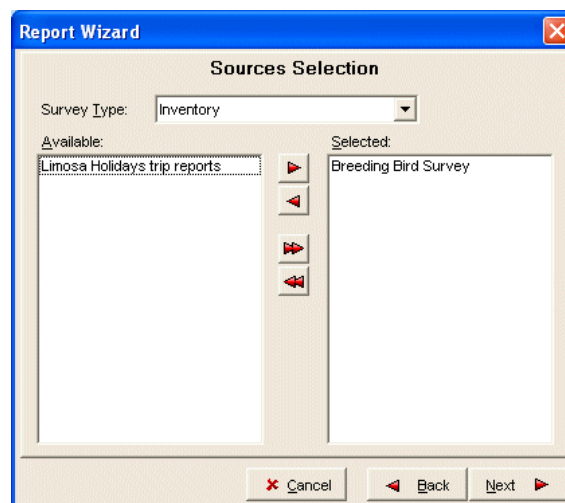 Report Wizard
Sources Selection
Survey Type: Inventory
Available: Selected:
Limosa Holidays trip reports Breeding Bird Survey
Cancel Back Next